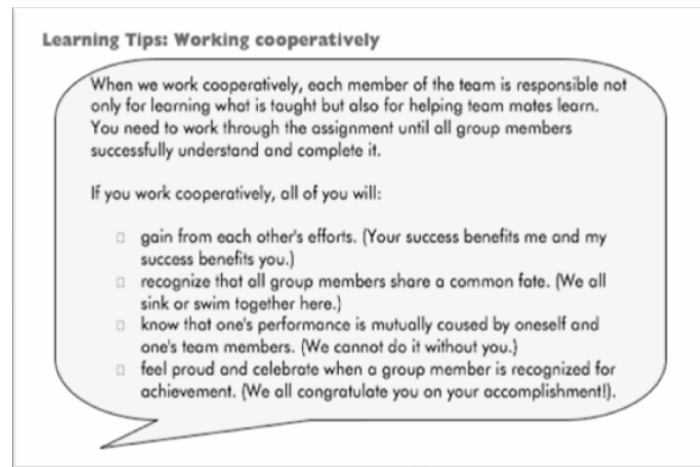 Learning Tips: Working cooperatively
When we work cooperatively, each member of the team is responsible not
only for learning what is taught but also for helping team mates learn.
You need to work through the assignment until all group members
successfully understand and complete it.
If you work cooperatively, all of you will:
gain from each other's efforts. (Your success benefits me and my
success benefits you.)
recognize that all group members share a common fate. (We all
sink or swim together here.)
know that one's performance is mutually caused by oneself and
one's team members. (We cannot do it without you.)
feel proud and celebrate when a group member is recognized for
achievement. (We all congratulate you on your accomplishment!).